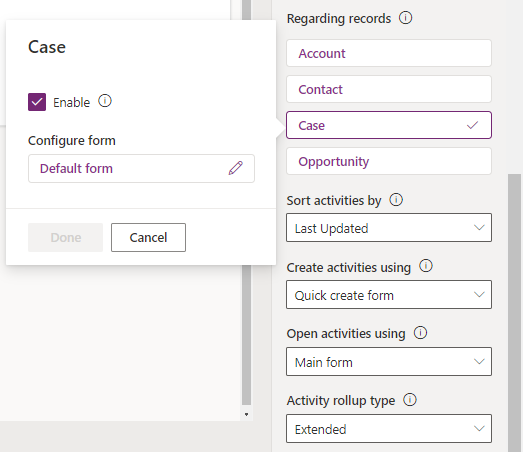 Case
Enable
Configure form
Default form
Done
Cancel
Regarding records
Account
Contact
Case
Opportunity
Sort activities by
Last Updated
Create activities using
Quick create form
Open activities using
Main form
Activity rollup type
Extended